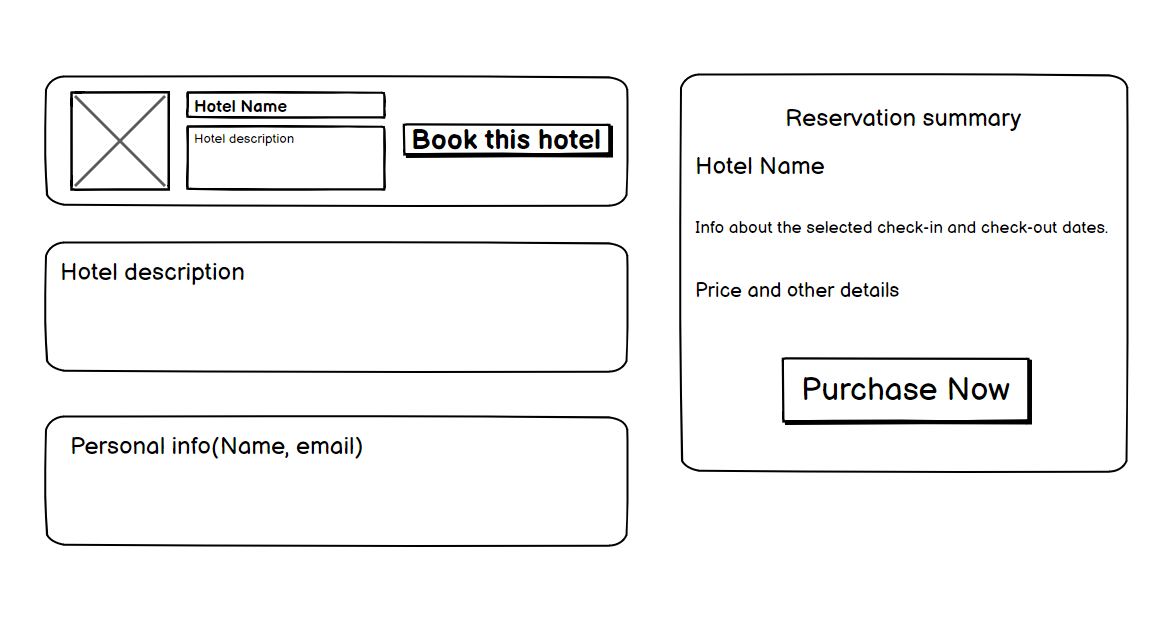 Hotel Name
Hotel description
Book this hotel
Hotel description
Personal info(Name, email)
Reservation summary
Hotel Name
Info about the selected check-in and check-out dates.
Price and other details
Purchase Now